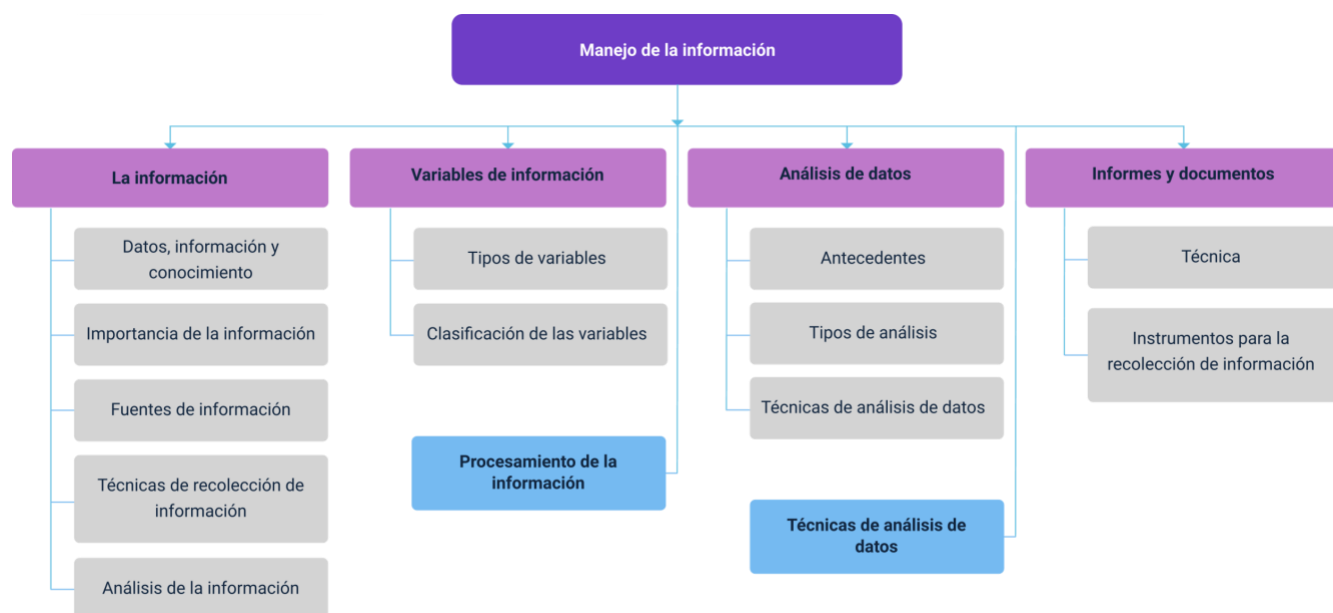 Manejo de la información
La información
Datos, información y
conocimiento
Importancia de la información
Fuentes de información
Técnicas de recolección de
información
Análisis de la información
Variables de información
Tipos de variables
Clasificación de las variables
Procesamiento de la
información
Análisis de datos
Antecedentes
Tipos de análisis
Técnicas de análisis de datos
Técnicas de análisis de
datos
Informes y documentos
Técnica
Instrumentos para la
recolección de información